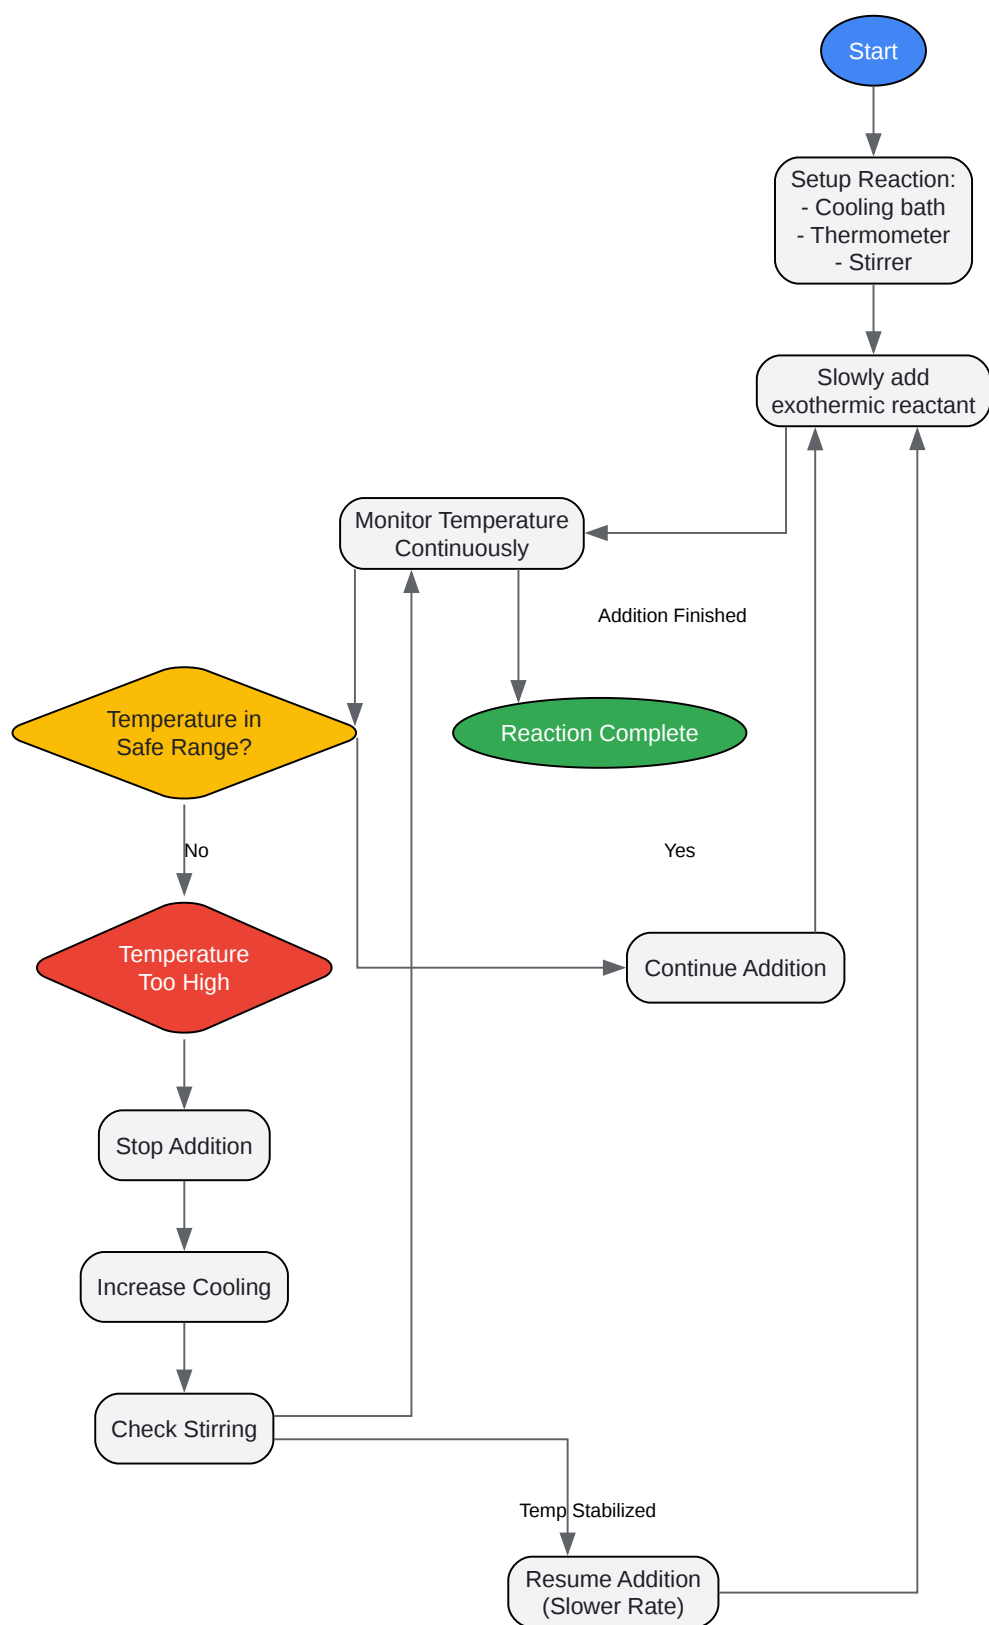 Start
Setup Reaction:
- Cooling bath
- Thermometer
- Stirrer
Slowly add
exothermic reactant
Monitor Temperature
Continuously
Addition Finished
Temperature in
Safe Range?
Reaction Complete
No
Yes
Temperature
Too High
Continue Addition
Stop Addition
Increase Cooling
Check Stirring
Temp Stabilized
Resume Addition
(Slower Rate)